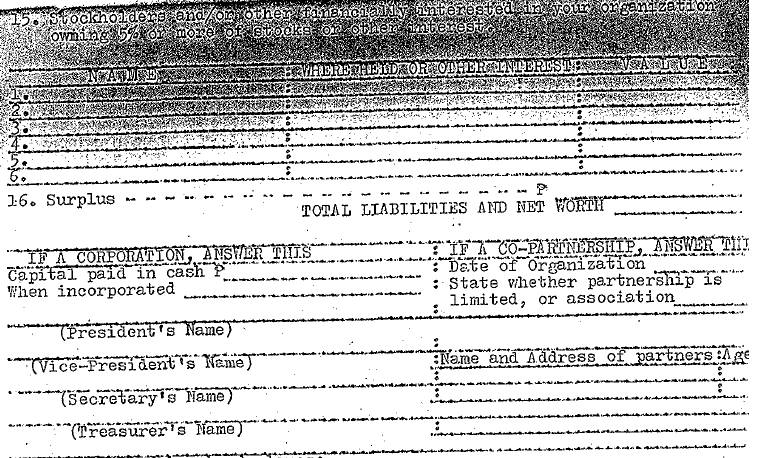 15. Stockholders and/or other financially interested in your organization
owning 5% or more of stocks or other interest.
N A M E : WHERE HELD OR OTHER INTEREST: V A L U E
1.
2.
3.
4.
5.
6.
16. Surplus - - - - - - - - - - - - - - - - - - - - - - - - - - P
TOTAL LIABILITIES AND NET WORTH
IF A CORPORATION, ANSWER THIS
Capital paid in cash P
When incorporated
(President's Name)
(Vice-President's Name)
(Secretary's Name)
(Treasurer's Name)
: IF A CO-PARTNERSHIP, ANSWER THI
: Date of Organization
: State whether partnership is
: limited, or association
:Name and Address of partners:Age